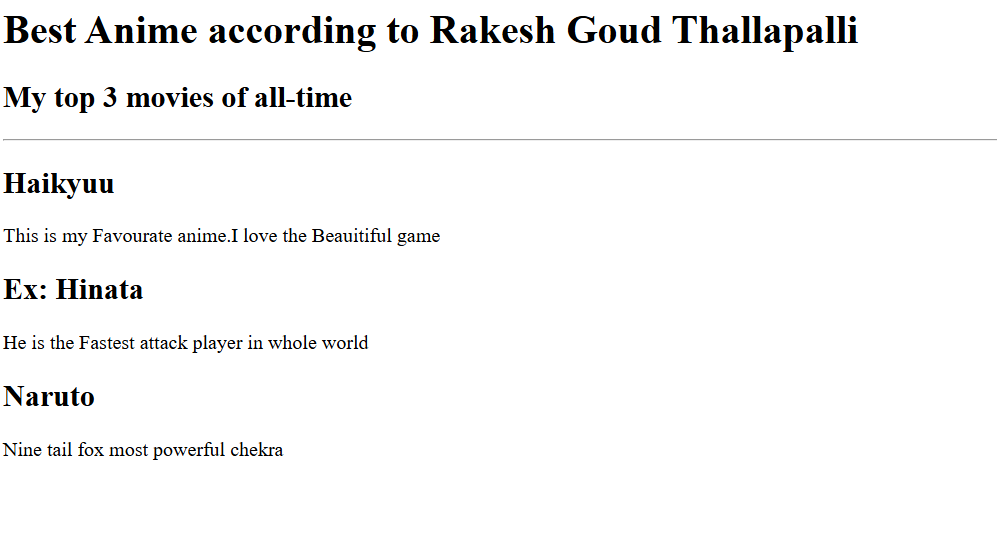 Best Anime according to Rakesh Goud Thallapalli
My top 3 movies of all-time
Haikyuu
This is my Favourate anime.I love the Beauitiful game
Ex: Hinata
He is the Fastest attack player in whole world
Naruto
Nine tail fox most powerful chekra